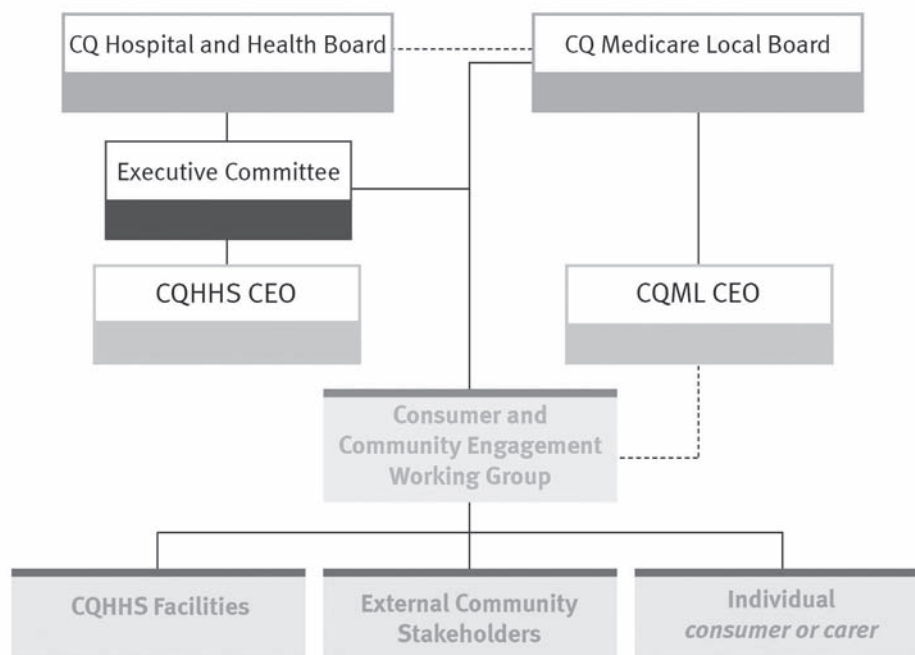 CQ Hospital and Health Board
CQ Medicare Local Board
Executive Committee
CQHHS CEO
CQML CEO
Consumer and
Community Engagement
Working Group
CQHHS Facilities
External Community
Stakeholders
Individual
consumer or carer